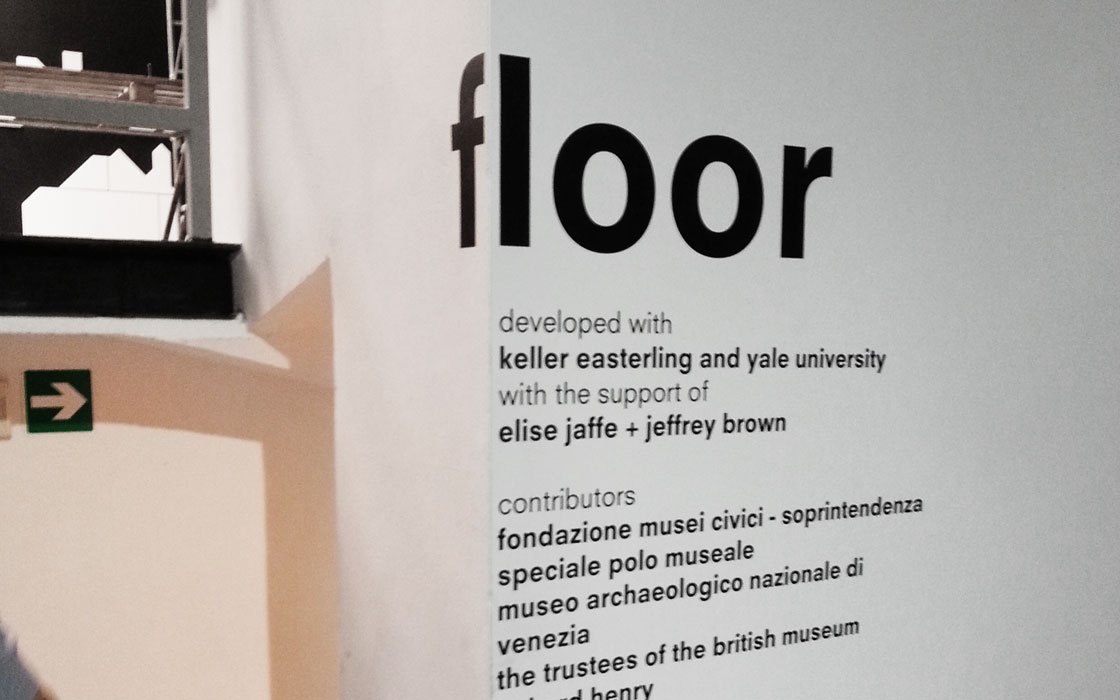 floor
developed with
keller easterling and yale university
with the support of
elise jaffe + jeffrey brown
contributors
fondazione musei civici - soprintendenza
speciale polo museale
museo archaeologico nazionale di
venezia
the trustees of the british museum
henry